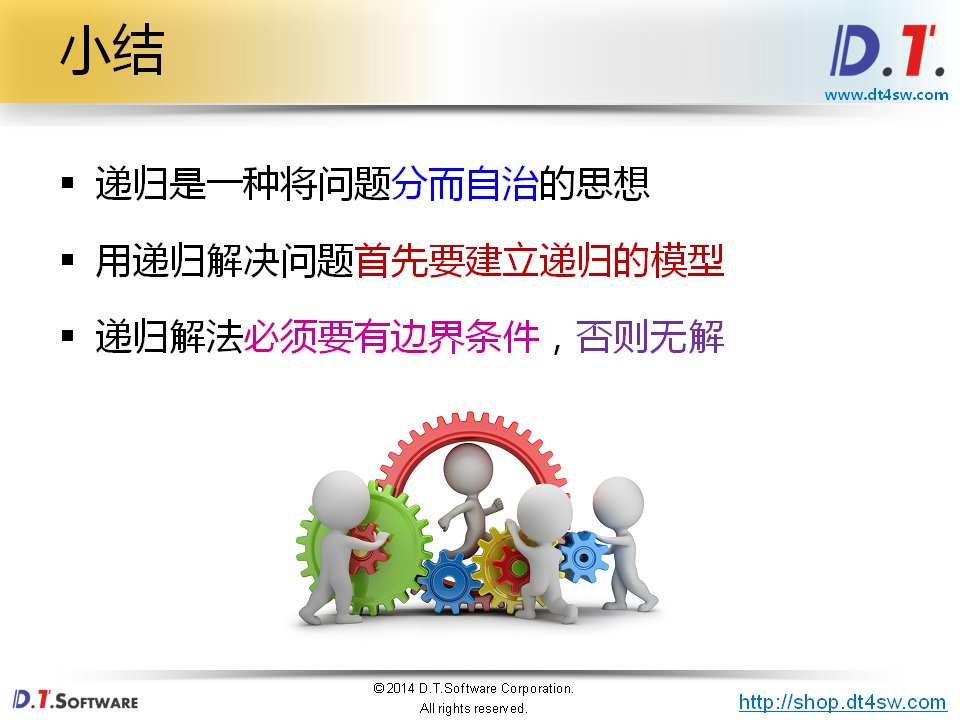 小结
D.T.
www.dt4sw.com
▪ 递归是一种将问题分而自治的思想
▪ 用递归解决问题首先要建立递归的模型
▪ 递归解法必须要有边界条件，否则无解
D.T.SOFTWARE
©2014 D.T.Software Corporation.
All rights reserved.
http://shop.dt4sw.com